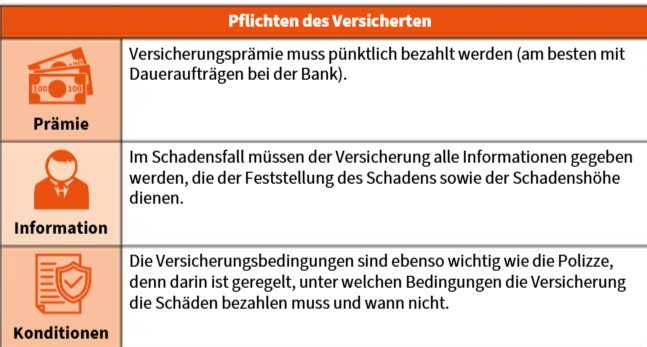 Pflichten des Versicherten
Versicherungsprämie muss pünktlich bezahlt werden (am besten mit
Daueraufträgen bei der Bank).
100 100
Prämie
Im Schadensfall müssen der Versicherung alle Informationen gegeben
werden, die der Feststellung des Schadens sowie der Schadenshöhe
dienen.
Information
Die Versicherungsbedingungen sind ebenso wichtig wie die Polizze,
denn darin ist geregelt, unter welchen Bedingungen die Versicherung
die Schäden bezahlen muss und wann nicht.
Konditionen